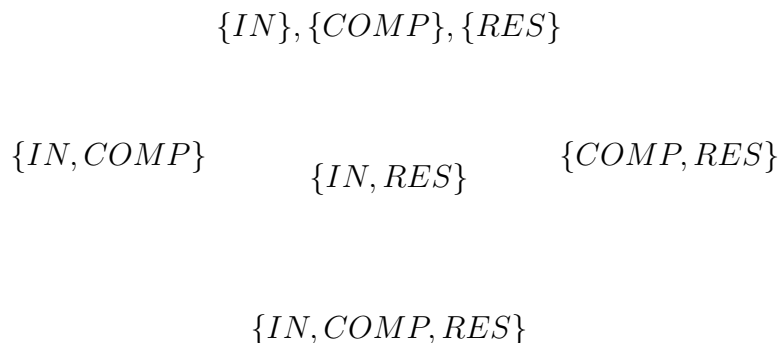 {IN}, {COMP}, {RES}
{IN, COMP}
{IN, RES}
{COMP, RES}
{IN, COMP, RES}